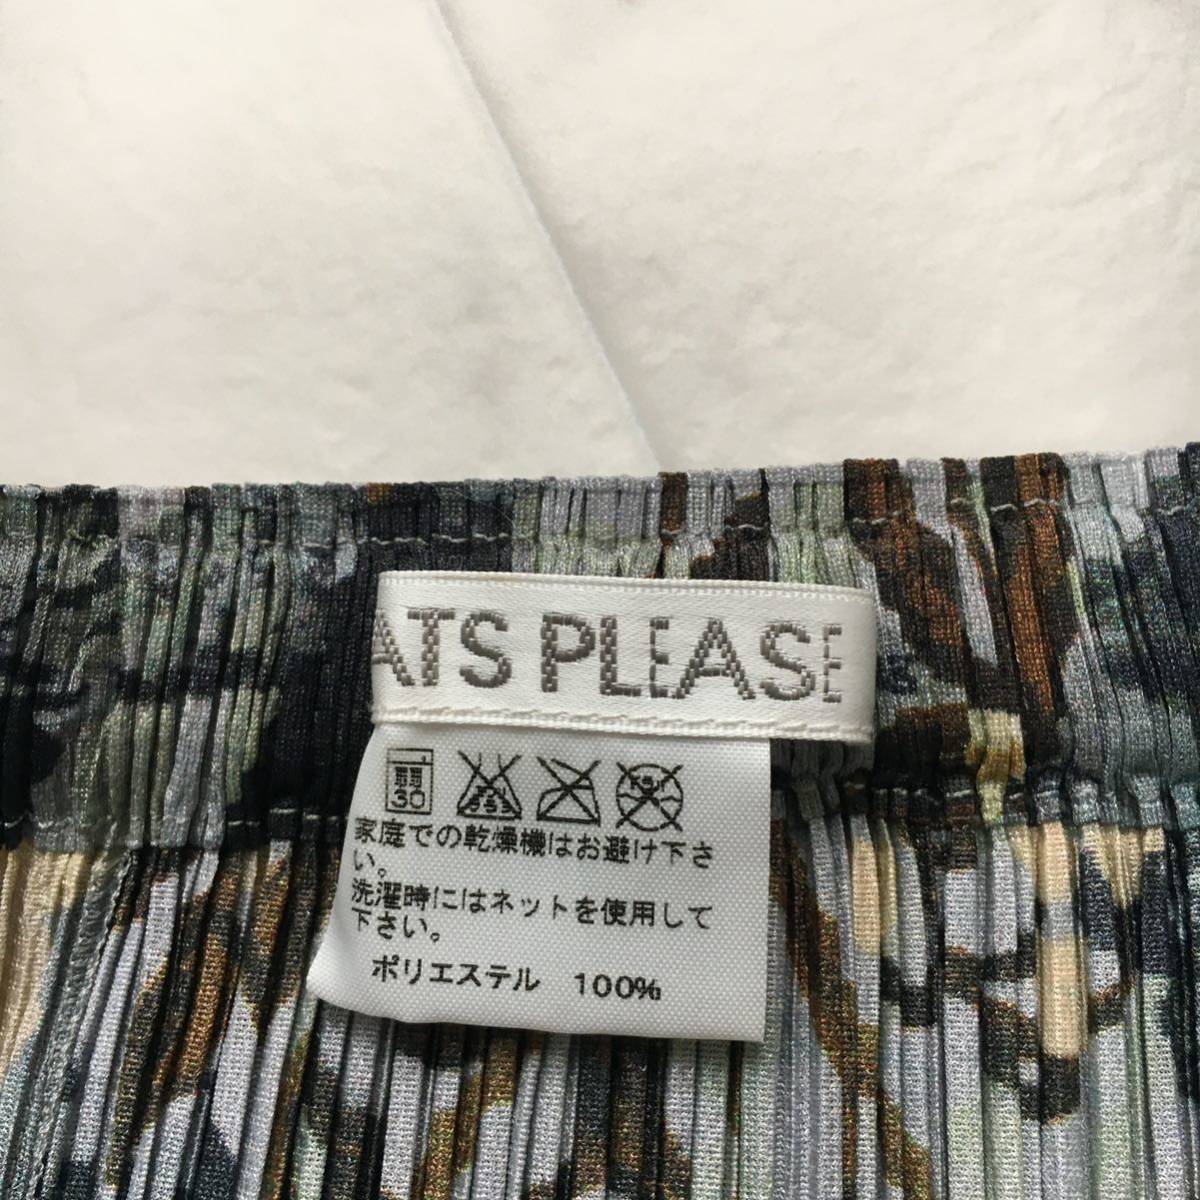 ATS PLEASE
弱
30
家庭での乾燥機はお避け下さ
い。
洗濯時にはネットを使用して
下さい。
ポリエステル 100%